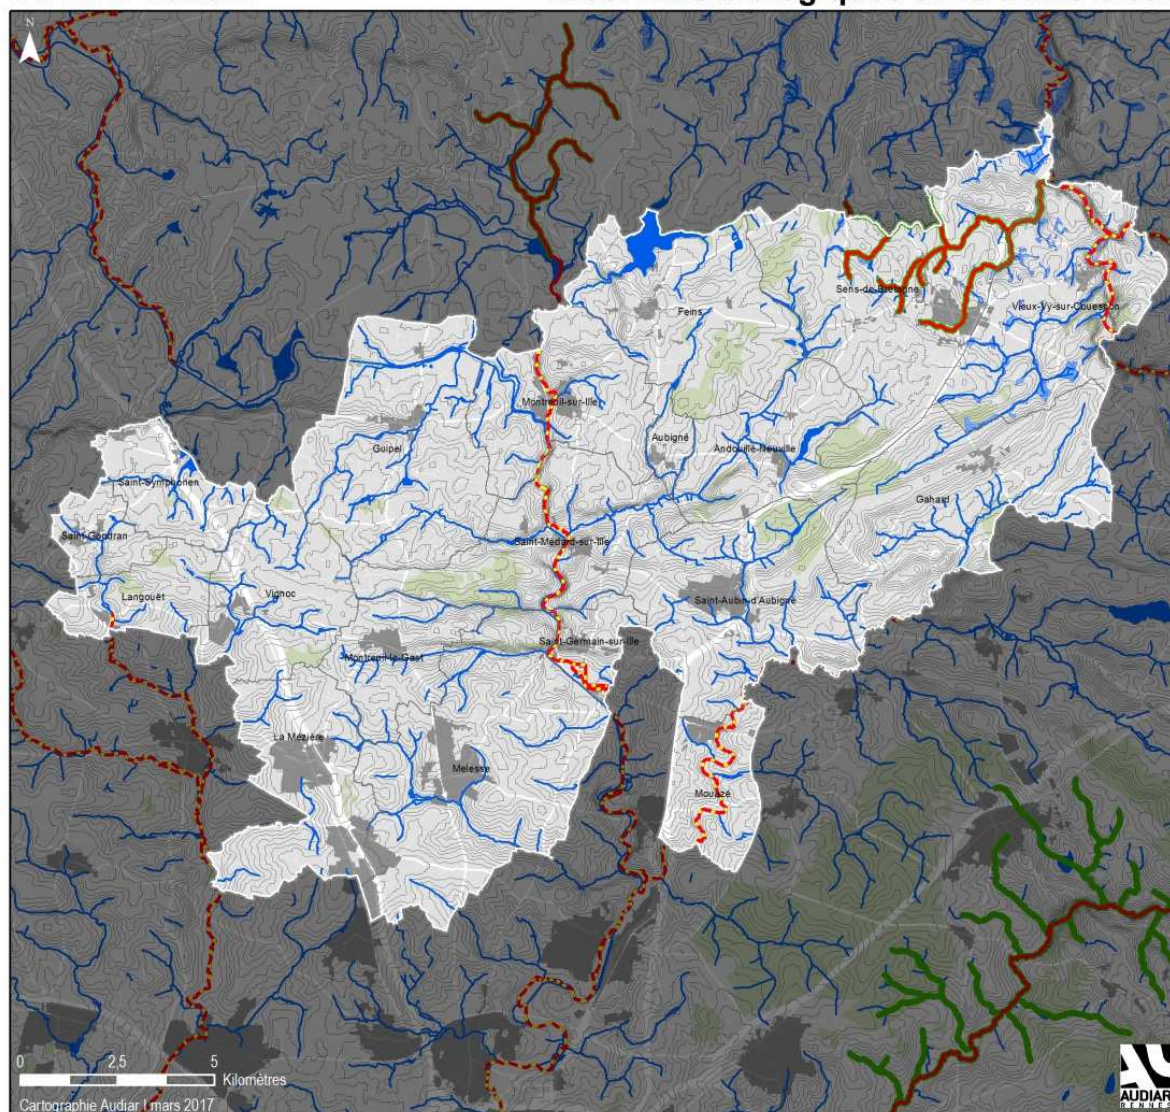 N
Sens-de-Bretagne
Vieux-Vy-sur-Couesnon
Feins
Montreuil-sur-Ille
Aubigné
Andouillé-Neuville
Guipel
Saint-Symphorien
Gahard
Saint-Gondran
Saint-Médard-sur-Ille
Langouët
Vignoc
Saint-Aubin-d'Aubigné
Saint-Germain-sur-Ille
Montreuil-le-Gast
La Mézière
Melesse
Mouazé
0 2,5 5
Kilomètres
Cartographie Audiar | mars 2017
AUDIAR
RENNES